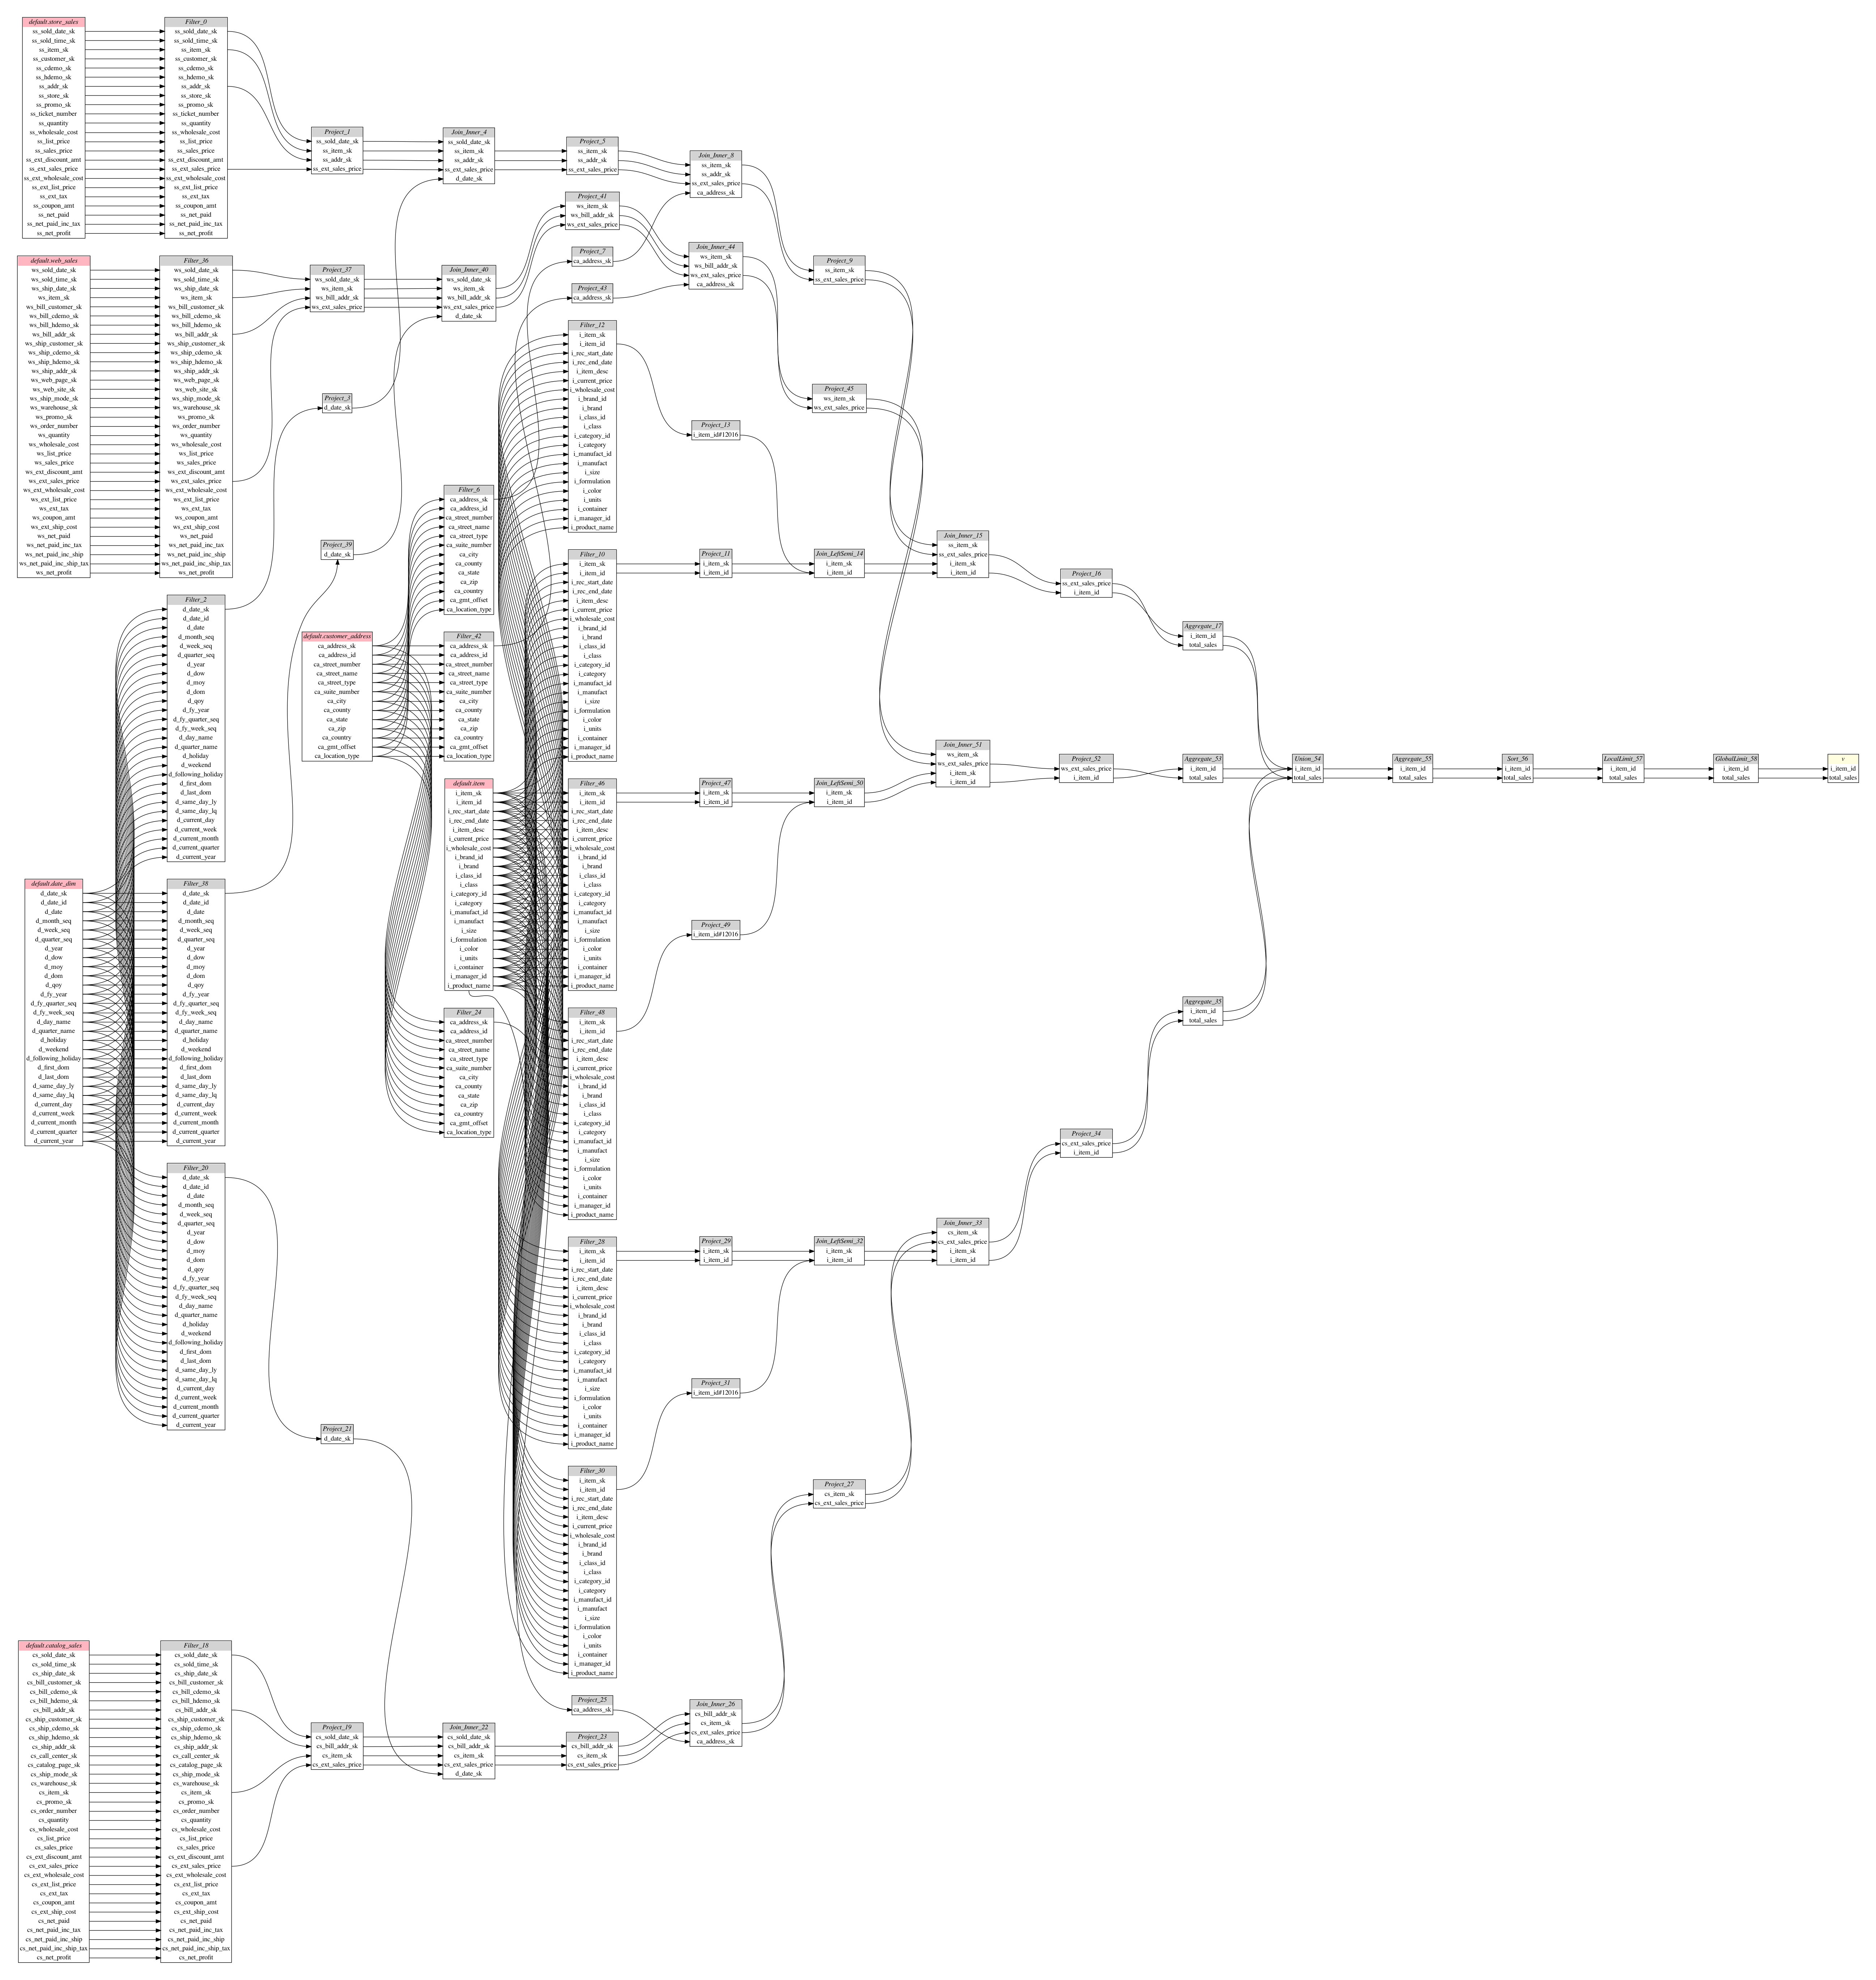 default.store_sales
ss_sold_date_sk
ss_sold_time_sk
ss_item_sk
ss_customer_sk
ss_cdemo_sk
ss_hdemo_sk
ss_addr_sk
ss_store_sk
ss_promo_sk
ss_ticket_number
ss_quantity
ss_wholesale_cost
ss_list_price
ss_sales_price
ss_ext_discount_amt
ss_ext_sales_price
ss_ext_wholesale_cost
ss_ext_list_price
ss_ext_tax
ss_coupon_amt
ss_net_paid
ss_net_paid_inc_tax
ss_net_profit
Filter_0
ss_sold_date_sk
ss_sold_time_sk
ss_item_sk
ss_customer_sk
ss_cdemo_sk
ss_hdemo_sk
ss_addr_sk
ss_store_sk
ss_promo_sk
ss_ticket_number
ss_quantity
ss_wholesale_cost
ss_list_price
ss_sales_price
ss_ext_discount_amt
ss_ext_sales_price
ss_ext_wholesale_cost
ss_ext_list_price
ss_ext_tax
ss_coupon_amt
ss_net_paid
ss_net_paid_inc_tax
ss_net_profit
Project_1
ss_sold_date_sk
ss_item_sk
ss_addr_sk
ss_ext_sales_price
Join_Inner_4
ss_sold_date_sk
ss_item_sk
ss_addr_sk
ss_ext_sales_price
d_date_sk
Project_5
ss_item_sk
ss_addr_sk
ss_ext_sales_price
Join_Inner_8
ss_item_sk
ss_addr_sk
ss_ext_sales_price
ca_address_sk
default.web_sales
ws_sold_date_sk
ws_sold_time_sk
ws_ship_date_sk
ws_item_sk
ws_bill_customer_sk
ws_bill_cdemo_sk
ws_bill_hdemo_sk
ws_bill_addr_sk
ws_ship_customer_sk
ws_ship_cdemo_sk
ws_ship_hdemo_sk
ws_ship_addr_sk
ws_web_page_sk
ws_web_site_sk
ws_ship_mode_sk
ws_warehouse_sk
ws_promo_sk
ws_order_number
ws_quantity
ws_wholesale_cost
ws_list_price
ws_sales_price
ws_ext_discount_amt
ws_ext_sales_price
ws_ext_wholesale_cost
ws_ext_list_price
ws_ext_tax
ws_coupon_amt
ws_ext_ship_cost
ws_net_paid
ws_net_paid_inc_tax
ws_net_paid_inc_ship
ws_net_paid_inc_ship_tax
ws_net_profit
Filter_36
ws_sold_date_sk
ws_sold_time_sk
ws_ship_date_sk
ws_item_sk
ws_bill_customer_sk
ws_bill_cdemo_sk
ws_bill_hdemo_sk
ws_bill_addr_sk
ws_ship_customer_sk
ws_ship_cdemo_sk
ws_ship_hdemo_sk
ws_ship_addr_sk
ws_web_page_sk
ws_web_site_sk
ws_ship_mode_sk
ws_warehouse_sk
ws_promo_sk
ws_order_number
ws_quantity
ws_wholesale_cost
ws_list_price
ws_sales_price
ws_ext_discount_amt
ws_ext_sales_price
ws_ext_wholesale_cost
ws_ext_list_price
ws_ext_tax
ws_coupon_amt
ws_ext_ship_cost
ws_net_paid
ws_net_paid_inc_tax
ws_net_paid_inc_ship
ws_net_paid_inc_ship_tax
ws_net_profit
Project_37
ws_sold_date_sk
ws_item_sk
ws_bill_addr_sk
ws_ext_sales_price
Join_Inner_40
ws_sold_date_sk
ws_item_sk
ws_bill_addr_sk
ws_ext_sales_price
d_date_sk
Project_41
ws_item_sk
ws_bill_addr_sk
ws_ext_sales_price
Project_7
ca_address_sk
Project_43
ca_address_sk
Join_Inner_44
ws_item_sk
ws_bill_addr_sk
ws_ext_sales_price
ca_address_sk
Project_9
ss_item_sk
ss_ext_sales_price
Project_3
d_date_sk
Project_39
d_date_sk
Filter_12
i_item_sk
i_item_id
i_rec_start_date
i_rec_end_date
i_item_desc
i_current_price
i_wholesale_cost
i_brand_id
i_brand
i_class_id
i_class
i_category_id
i_category
i_manufact_id
i_manufact
i_size
i_formulation
i_color
i_units
i_container
i_manager_id
i_product_name
Project_13
i_item_id#12016
Project_45
ws_item_sk
ws_ext_sales_price
Filter_6
ca_address_sk
ca_address_id
ca_street_number
ca_street_name
ca_street_type
ca_suite_number
ca_city
ca_county
ca_state
ca_zip
ca_country
ca_gmt_offset
ca_location_type
Filter_10
i_item_sk
i_item_id
i_rec_start_date
i_rec_end_date
i_item_desc
i_current_price
i_wholesale_cost
i_brand_id
i_brand
i_class_id
i_class
i_category_id
i_category
i_manufact_id
i_manufact
i_size
i_formulation
i_color
i_units
i_container
i_manager_id
i_product_name
Project_11
i_item_sk
i_item_id
Join_LeftSemi_14
i_item_sk
i_item_id
Join_Inner_15
ss_item_sk
ss_ext_sales_price
i_item_sk
i_item_id
Project_16
ss_ext_sales_price
i_item_id
Aggregate_17
i_item_id
total_sales
Filter_2
d_date_sk
d_date_id
d_date
d_month_seq
d_week_seq
d_quarter_seq
d_year
d_dow
d_moy
d_dom
d_qoy
d_fy_year
d_fy_quarter_seq
d_fy_week_seq
d_day_name
d_quarter_name
d_holiday
d_weekend
d_following_holiday
d_first_dom
d_last_dom
d_same_day_ly
d_same_day_lq
d_current_day
d_current_week
d_current_month
d_current_quarter
d_current_year
default.customer_address
ca_address_sk
ca_address_id
ca_street_number
ca_street_name
ca_street_type
ca_suite_number
ca_city
ca_county
ca_state
ca_zip
ca_country
ca_gmt_offset
ca_location_type
Filter_42
ca_address_sk
ca_address_id
ca_street_number
ca_street_name
ca_street_type
ca_suite_number
ca_city
ca_county
ca_state
ca_zip
ca_country
ca_gmt_offset
ca_location_type
default.item
i_item_sk
i_item_id
i_rec_start_date
i_rec_end_date
i_item_desc
i_current_price
i_wholesale_cost
i_brand_id
i_brand
i_class_id
i_class
i_category_id
i_category
i_manufact_id
i_manufact
i_size
i_formulation
i_color
i_units
i_container
i_manager_id
i_product_name
Filter_46
i_item_sk
i_item_id
i_rec_start_date
i_rec_end_date
i_item_desc
i_current_price
i_wholesale_cost
i_brand_id
i_brand
i_class_id
i_class
i_category_id
i_category
i_manufact_id
i_manufact
i_size
i_formulation
i_color
i_units
i_container
i_manager_id
i_product_name
Project_47
i_item_sk
i_item_id
Join_LeftSemi_50
i_item_sk
i_item_id
Join_Inner_51
ws_item_sk
ws_ext_sales_price
i_item_sk
i_item_id
Project_52
ws_ext_sales_price
i_item_id
Aggregate_53
i_item_id
total_sales
Union_54
i_item_id
total_sales
Aggregate_55
i_item_id
total_sales
Sort_56
i_item_id
total_sales
LocalLimit_57
i_item_id
total_sales
GlobalLimit_58
i_item_id
total_sales
v
i_item_id
total_sales
default.date_dim
d_date_sk
d_date_id
d_date
d_month_seq
d_week_seq
d_quarter_seq
d_year
d_dow
d_moy
d_dom
d_qoy
d_fy_year
d_fy_quarter_seq
d_fy_week_seq
d_day_name
d_quarter_name
d_holiday
d_weekend
d_following_holiday
d_first_dom
d_last_dom
d_same_day_ly
d_same_day_lq
d_current_day
d_current_week
d_current_month
d_current_quarter
d_current_year
Filter_38
d_date_sk
d_date_id
d_date
d_month_seq
d_week_seq
d_quarter_seq
d_year
d_dow
d_moy
d_dom
d_qoy
d_fy_year
d_fy_quarter_seq
d_fy_week_seq
d_day_name
d_quarter_name
d_holiday
d_weekend
d_following_holiday
d_first_dom
d_last_dom
d_same_day_ly
d_same_day_lq
d_current_day
d_current_week
d_current_month
d_current_quarter
d_current_year
Project_49
i_item_id#12016
Filter_24
ca_address_sk
ca_address_id
ca_street_number
ca_street_name
ca_street_type
ca_suite_number
ca_city
ca_county
ca_state
ca_zip
ca_country
ca_gmt_offset
ca_location_type
Filter_48
i_item_sk
i_item_id
i_rec_start_date
i_rec_end_date
i_item_desc
i_current_price
i_wholesale_cost
i_brand_id
i_brand
i_class_id
i_class
i_category_id
i_category
i_manufact_id
i_manufact
i_size
i_formulation
i_color
i_units
i_container
i_manager_id
i_product_name
Aggregate_35
i_item_id
total_sales
Project_34
cs_ext_sales_price
i_item_id
Filter_20
d_date_sk
d_date_id
d_date
d_month_seq
d_week_seq
d_quarter_seq
d_year
d_dow
d_moy
d_dom
d_qoy
d_fy_year
d_fy_quarter_seq
d_fy_week_seq
d_day_name
d_quarter_name
d_holiday
d_weekend
d_following_holiday
d_first_dom
d_last_dom
d_same_day_ly
d_same_day_lq
d_current_day
d_current_week
d_current_month
d_current_quarter
d_current_year
Project_21
d_date_sk
Filter_28
i_item_sk
i_item_id
i_rec_start_date
i_rec_end_date
i_item_desc
i_current_price
i_wholesale_cost
i_brand_id
i_brand
i_class_id
i_class
i_category_id
i_category
i_manufact_id
i_manufact
i_size
i_formulation
i_color
i_units
i_container
i_manager_id
i_product_name
Project_29
i_item_sk
i_item_id
Join_LeftSemi_32
i_item_sk
i_item_id
Join_Inner_33
cs_item_sk
cs_ext_sales_price
i_item_sk
i_item_id
Project_31
i_item_id#12016
Filter_30
i_item_sk
i_item_id
i_rec_start_date
i_rec_end_date
i_item_desc
i_current_price
i_wholesale_cost
i_brand_id
i_brand
i_class_id
i_class
i_category_id
i_category
i_manufact_id
i_manufact
i_size
i_formulation
i_color
i_units
i_container
i_manager_id
i_product_name
Project_27
cs_item_sk
cs_ext_sales_price
default.catalog_sales
cs_sold_date_sk
cs_sold_time_sk
cs_ship_date_sk
cs_bill_customer_sk
cs_bill_cdemo_sk
cs_bill_hdemo_sk
cs_bill_addr_sk
cs_ship_customer_sk
cs_ship_cdemo_sk
cs_ship_hdemo_sk
cs_ship_addr_sk
cs_call_center_sk
cs_catalog_page_sk
cs_ship_mode_sk
cs_warehouse_sk
cs_item_sk
cs_promo_sk
cs_order_number
cs_quantity
cs_wholesale_cost
cs_list_price
cs_sales_price
cs_ext_discount_amt
cs_ext_sales_price
cs_ext_wholesale_cost
cs_ext_list_price
cs_ext_tax
cs_coupon_amt
cs_ext_ship_cost
cs_net_paid
cs_net_paid_inc_tax
cs_net_paid_inc_ship
cs_net_paid_inc_ship_tax
cs_net_profit
Filter_18
cs_sold_date_sk
cs_sold_time_sk
cs_ship_date_sk
cs_bill_customer_sk
cs_bill_cdemo_sk
cs_bill_hdemo_sk
cs_bill_addr_sk
cs_ship_customer_sk
cs_ship_cdemo_sk
cs_ship_hdemo_sk
cs_ship_addr_sk
cs_call_center_sk
cs_catalog_page_sk
cs_ship_mode_sk
cs_warehouse_sk
cs_item_sk
cs_promo_sk
cs_order_number
cs_quantity
cs_wholesale_cost
cs_list_price
cs_sales_price
cs_ext_discount_amt
cs_ext_sales_price
cs_ext_wholesale_cost
cs_ext_list_price
cs_ext_tax
cs_coupon_amt
cs_ext_ship_cost
cs_net_paid
cs_net_paid_inc_tax
cs_net_paid_inc_ship
cs_net_paid_inc_ship_tax
cs_net_profit
Project_19
cs_sold_date_sk
cs_bill_addr_sk
cs_item_sk
cs_ext_sales_price
Join_Inner_22
cs_sold_date_sk
cs_bill_addr_sk
cs_item_sk
cs_ext_sales_price
d_date_sk
Project_25
ca_address_sk
Project_23
cs_bill_addr_sk
cs_item_sk
cs_ext_sales_price
Join_Inner_26
cs_bill_addr_sk
cs_item_sk
cs_ext_sales_price
ca_address_sk